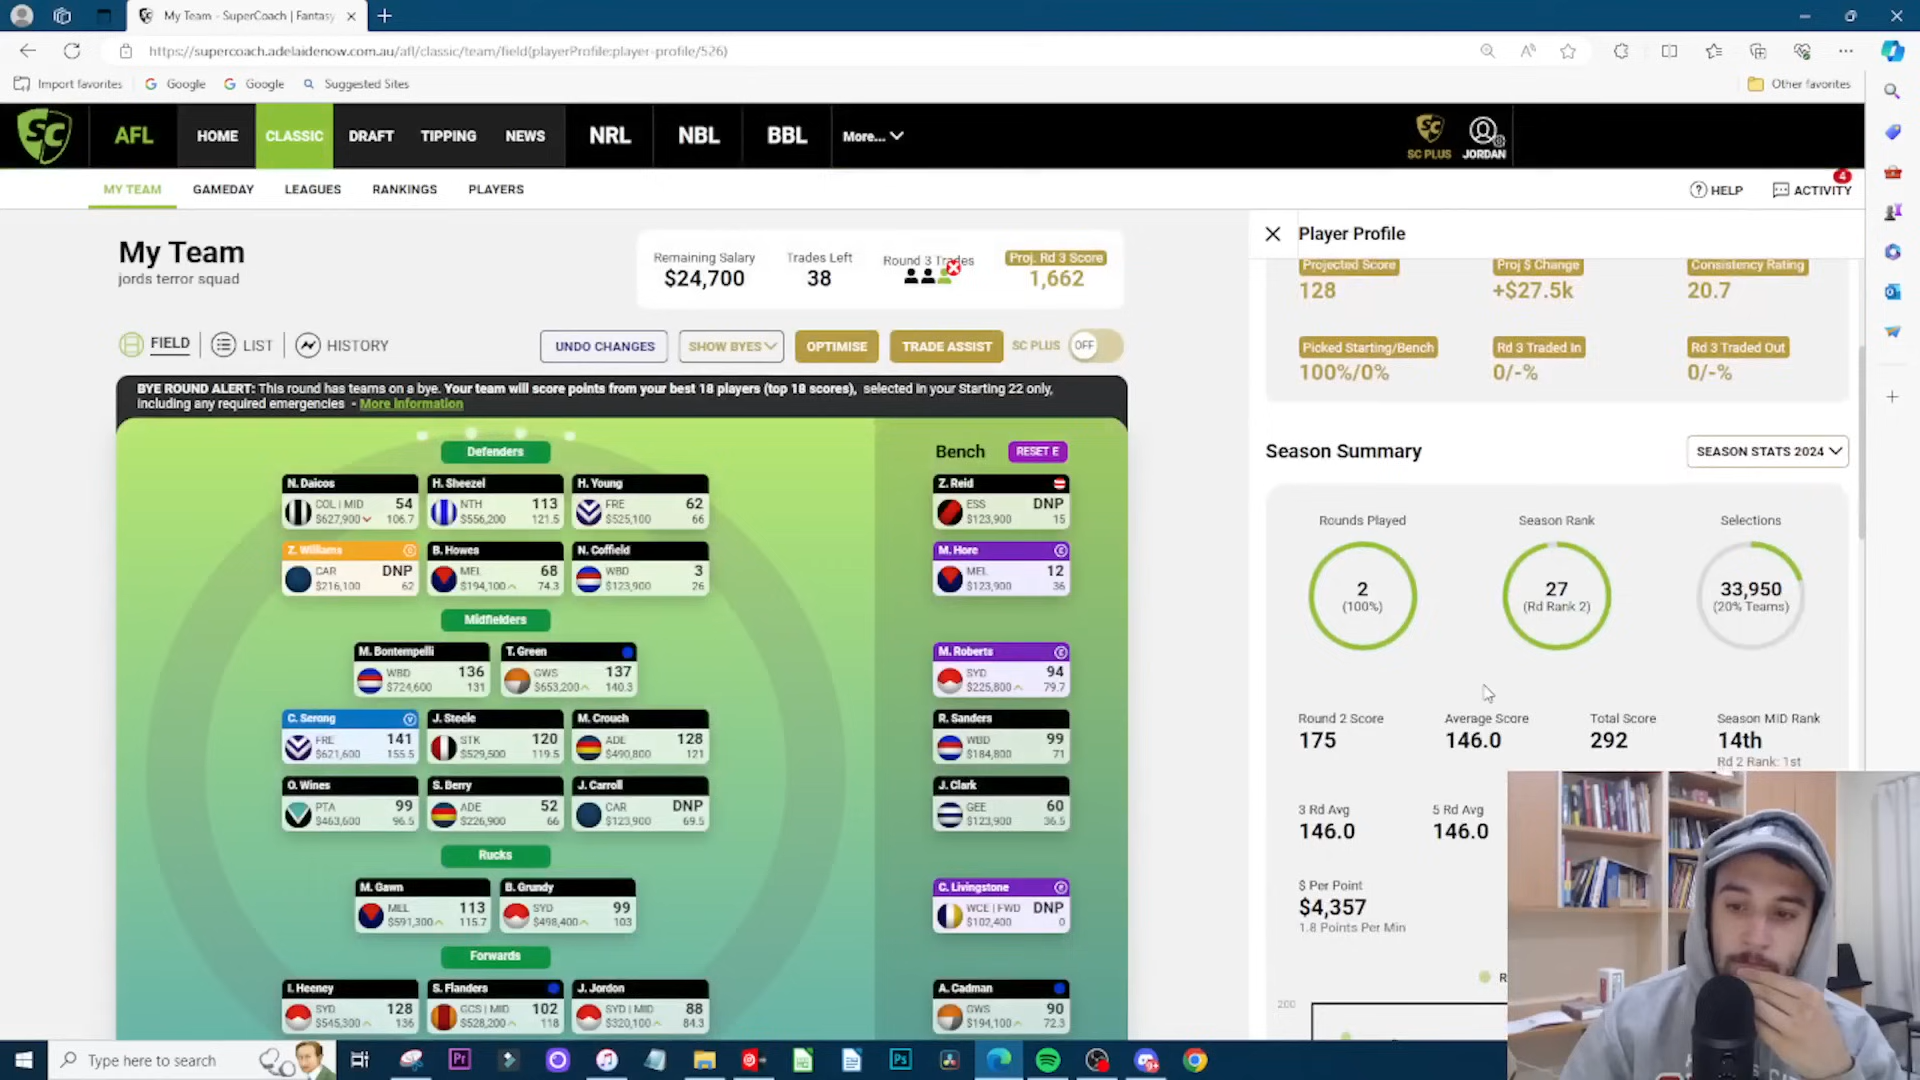 My Team - SuperCoach | Fantasy
https://supercoach.adelaidenow.com.au/afl/classic/team/field(playerProfile:player-profile/526)
Import favorites
Google
Google
Suggested Sites
Other favorites
SC
AFL
HOME
CLASSIC
DRAFT
TIPPING
NEWS
NRL
NBL
BBL
More...
SC PLUS
JORDAN
MY TEAM
GAMEDAY
LEAGUES
RANKINGS
PLAYERS
HELP
ACTIVITY
4
My Team
jords terror squad
Remaining Salary
$24,700
Trades Left
38
Round 3 Trades
Proj. Rd 3 Score
1,662
FIELD
LIST
HISTORY
UNDO CHANGES
SHOW BYES
OPTIMISE
TRADE ASSIST
SC PLUS
OFF
BYE ROUND ALERT: This round has teams on a bye. Your team will score points from your best 18 players (top 18 scores), selected in your Starting 22 only,
including any required emergencies - More information
Defenders
N. Daicos
COL | MID 54
$627,900 106.7
H. Sheezel
NTH 113
$556,200 121.5
H. Young
FRE 62
$525,100 66
Z. Williams C
CAR DNP
$216,100 62
B. Howes
MEL 68
$194,100 74.3
N. Coffield
WBD 3
$123,900 26
Midfielders
M. Bontempelli
WBD 136
$724,600 131
T. Green
GWS 137
$653,200 140.3
C. Serong V
FRE 141
$621,600 155.5
J. Steele
STK 120
$529,500 119.5
M. Crouch
ADE 128
$490,800 121
O. Wines
PTA 99
$463,600 96.5
S. Berry
ADE 52
$226,900 66
J. Carroll
CAR DNP
$123,900 69.5
Rucks
M. Gawn
MEL 113
$591,300 115.7
B. Grundy
SYD 99
$498,400 103
Forwards
I. Heeney
SYD 128
$545,300 136
S. Flanders
GCS | MID 102
$528,200 118
J. Jordon
SYD | MID 88
$320,100 84.3
Bench
RESET E
Z. Reid
ESS DNP
$123,900 15
M. Hore E
MEL 12
$123,900 36
M. Roberts E
SYD 94
$225,800 79.7
R. Sanders
WBD 99
$184,800 71
J. Clark
GEE 60
$123,900 36.5
C. Livingstone E
WCE | FWD DNP
$102,400 0
A. Cadman
GWS 90
$194,100 72.3
Player Profile
Projected Score
128
Proj $ Change
+$27.5k
Consistency Rating
20.7
Picked Starting/Bench
100%/0%
Rd 3 Traded In
0/-%
Rd 3 Traded Out
0/-%
Season Summary
SEASON STATS 2024
Rounds Played
2
(100%)
Season Rank
27
(Rd Rank 2)
Selections
33,950
(20% Teams)
Round 2 Score
175
Average Score
146.0
Total Score
292
Season MID Rank
14th
Rd 2 Rank: 1st
3 Rd Avg
146.0
5 Rd Avg
146.0
$ Per Point
$4,357
1.8 Points Per Min
200
Type here to search